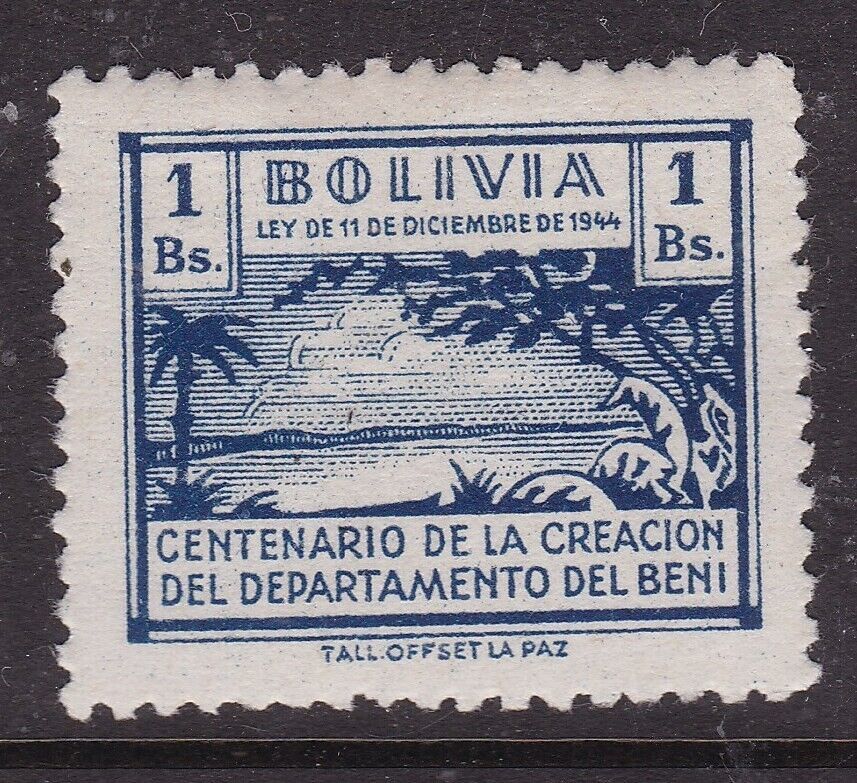 1 BOLIVIA 1
Bs. LEY DE 11 DE DICIEMBRE DE 1944 Bs.
CENTENARIO DE LA CREACION
DEL DEPARTAMENTO DEL BENI
TALL.OFFSET LA PAZ